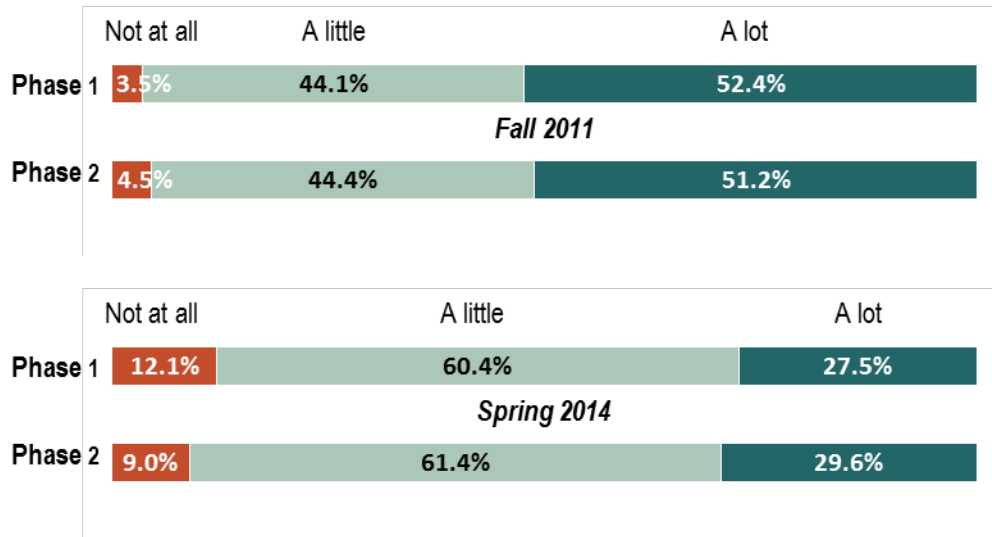 Not at all A little A lot
Phase 1 3.5% 44.1% 52.4%
Fall 2011
Phase 2 4.5% 44.4% 51.2%
Not at all A little A lot
Phase 1 12.1% 60.4% 27.5%
Spring 2014
Phase 2 9.0% 61.4% 29.6%